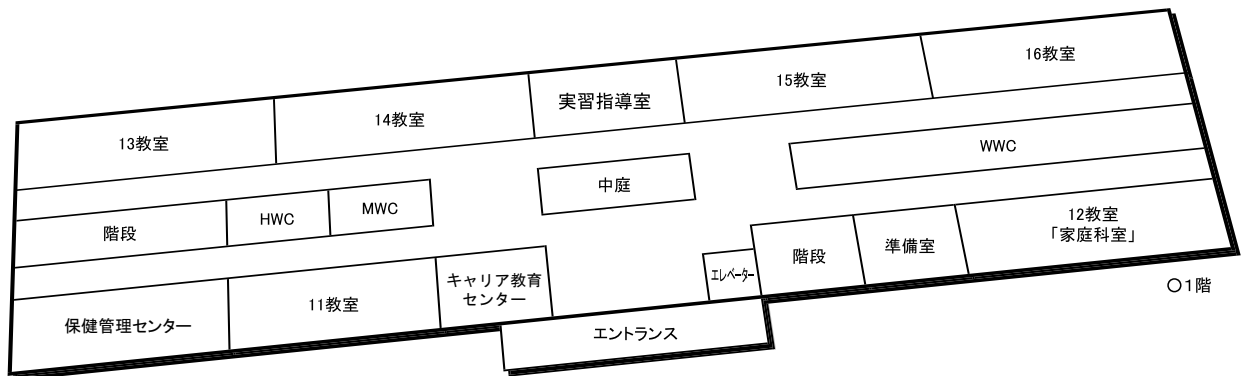 16教室
15教室
実習指導室
14教室
13教室
WWC
中庭
MWC
HWC
階段
12教室
「家庭科室」
準備室
階段
エレベーター
キャリア教育
センター
11教室
保健管理センター
エントランス
〇1階